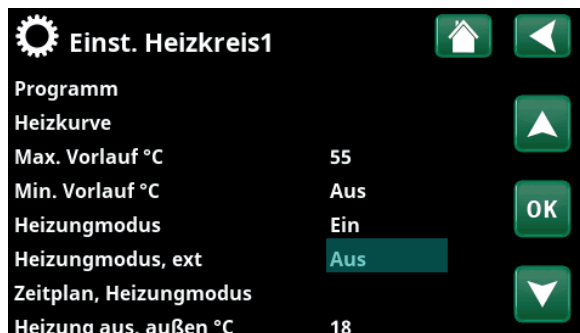 Einst. Heizkreis1
Programm
Heizkurve
Max. Vorlauf °C 55
Min. Vorlauf °C Aus
Heizungmodus Ein
Heizungmodus, ext Aus
Zeitplan, Heizungmodus
Heizung aus, außen °C 18
OK